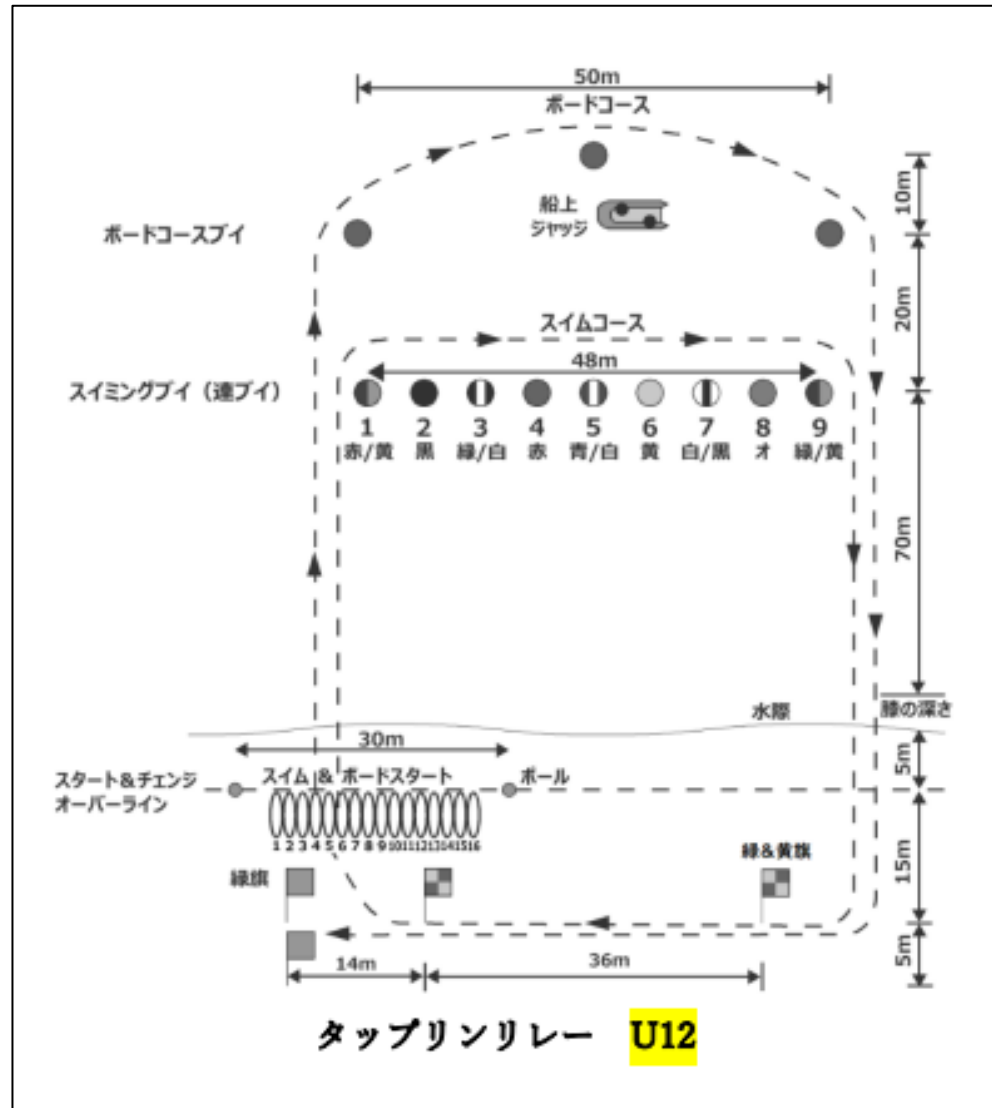 50m
ボードコース
10m
船上
ジャッジ
ボードコースブイ
20m
スイムコース
48m
スイミングブイ（連ブイ）
1 2 3 4 5 6 7 8 9
赤/黄 黒 緑/白 赤 青/白 黄 白/黒 オ 緑/黄
70m
水際
膝の深さ
30m
5m
スタート&チェンジ
オーバーライン
スイム & ボードスタート
ポール
1 2 3 4 5 6 7 8 9 10 11 12 13 14 15 16
緑旗
緑&黄旗
15m
14m
36m
5m
タップリンリレー U12